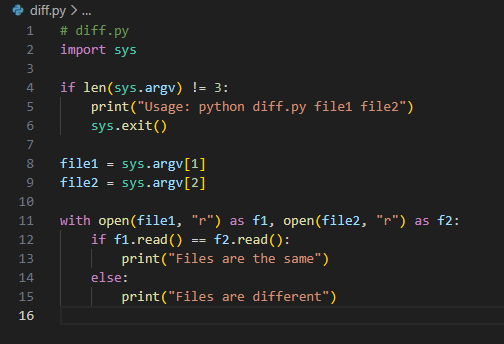 diff.py > ...
1 # diff.py
2 import sys
3
4 if len(sys.argv) != 3:
5     print("Usage: python diff.py file1 file2")
6     sys.exit()
7
8 file1 = sys.argv[1]
9 file2 = sys.argv[2]
10
11 with open(file1, "r") as f1, open(file2, "r") as f2:
12     if f1.read() == f2.read():
13         print("Files are the same")
14     else:
15         print("Files are different")
16